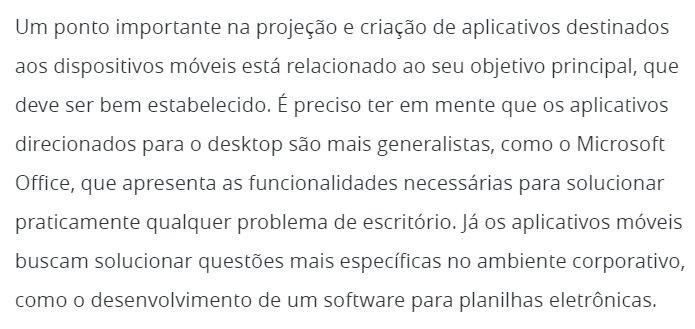 Um ponto importante na projeção e criação de aplicativos destinados
aos dispositivos móveis está relacionado ao seu objetivo principal, que
deve ser bem estabelecido. É preciso ter em mente que os aplicativos
direcionados para o desktop são mais generalistas, como o Microsoft
Office, que apresenta as funcionalidades necessárias para solucionar
praticamente qualquer problema de escritório. Já os aplicativos móveis
buscam solucionar questões mais específicas no ambiente corporativo,
como o desenvolvimento de um software para planilhas eletrônicas.